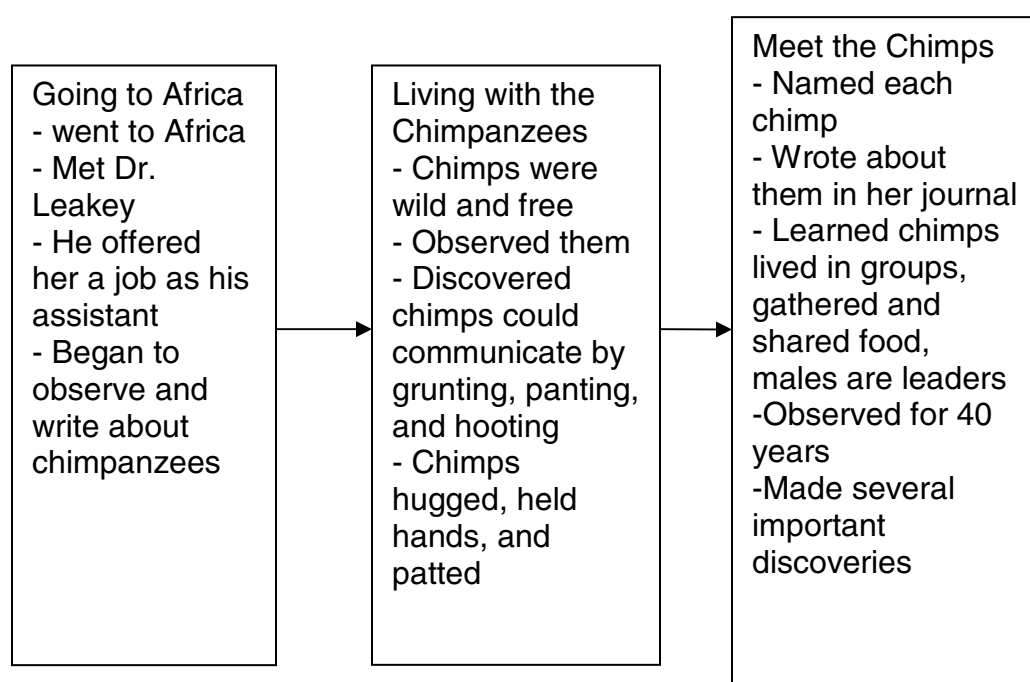 Going to Africa
- went to Africa
- Met Dr.
Leakey
- He offered
her a job as his
assistant
- Began to
observe and
write about
chimpanzees
Living with the
Chimpanzees
- Chimps were
wild and free
- Observed them
- Discovered
chimps could
communicate by
grunting, panting,
and hooting
- Chimps
hugged, held
hands, and
patted
Meet the Chimps
- Named each
chimp
- Wrote about
them in her journal
- Learned chimps
lived in groups,
gathered and
shared food,
males are leaders
-Observed for 40
years
-Made several
important
discoveries